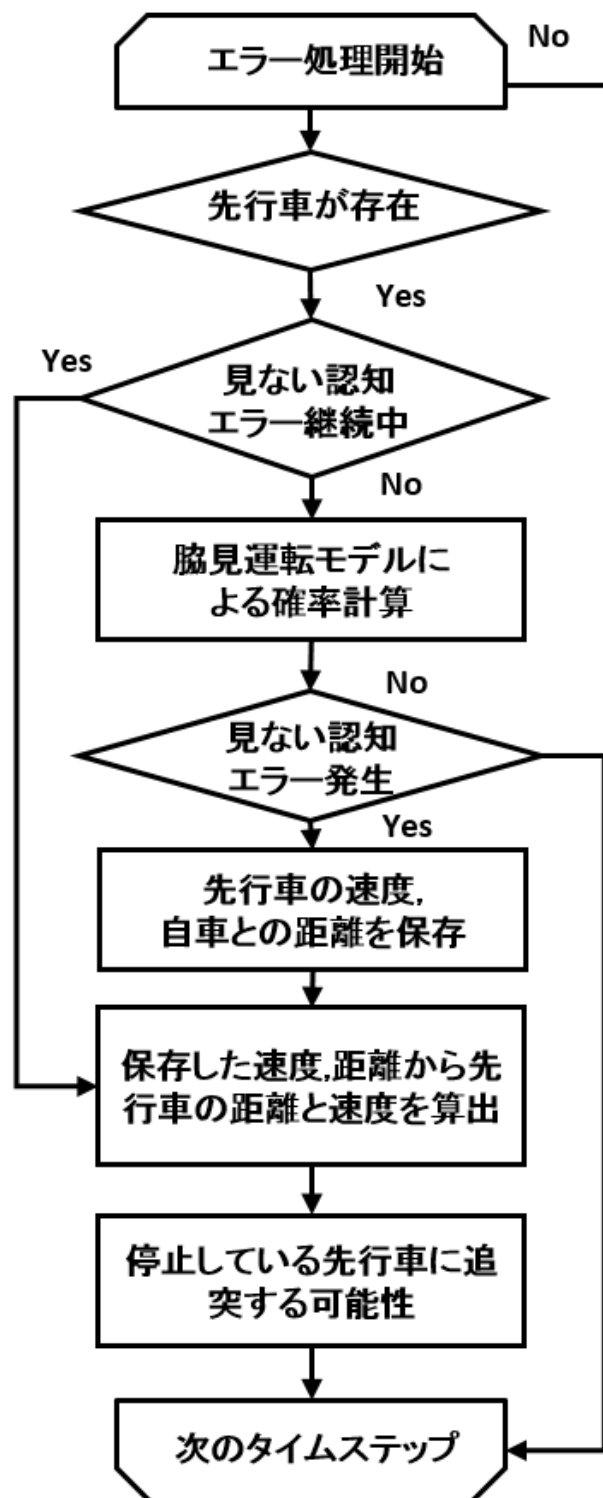 No
エラー処理開始
先行車が存在
Yes
Yes
見ない認知
エラー継続中
No
脇見運転モデルに
よる確率計算
No
見ない認知
エラー発生
Yes
先行車の速度,
自車との距離を保存
保存した速度,距離から先
行車の距離と速度を算出
停止している先行車に追
突する可能性
次のタイムステップ